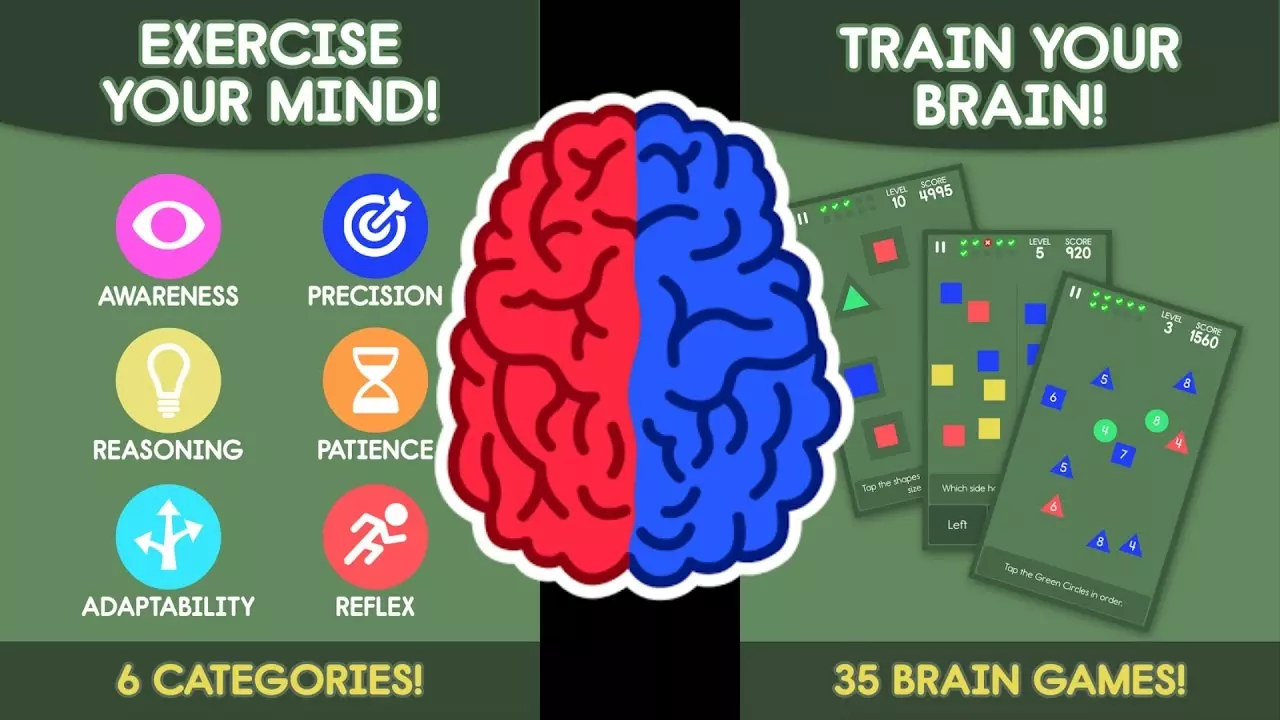 EXERCISE
YOUR MIND!
AWARENESS
PRECISION
REASONING
PATIENCE
ADAPTABILITY
REFLEX
6 CATEGORIES!
TRAIN YOUR
BRAIN!
LEVEL
10
SCORE
4995
Tap the shapes
size
LEVEL
5
SCORE
920
Which side
Left
LEVEL
3
SCORE
1560
5
8
6
4
8
4
7
5
6
8
4
Tap the Green Circles in order.
35 BRAIN GAMES!